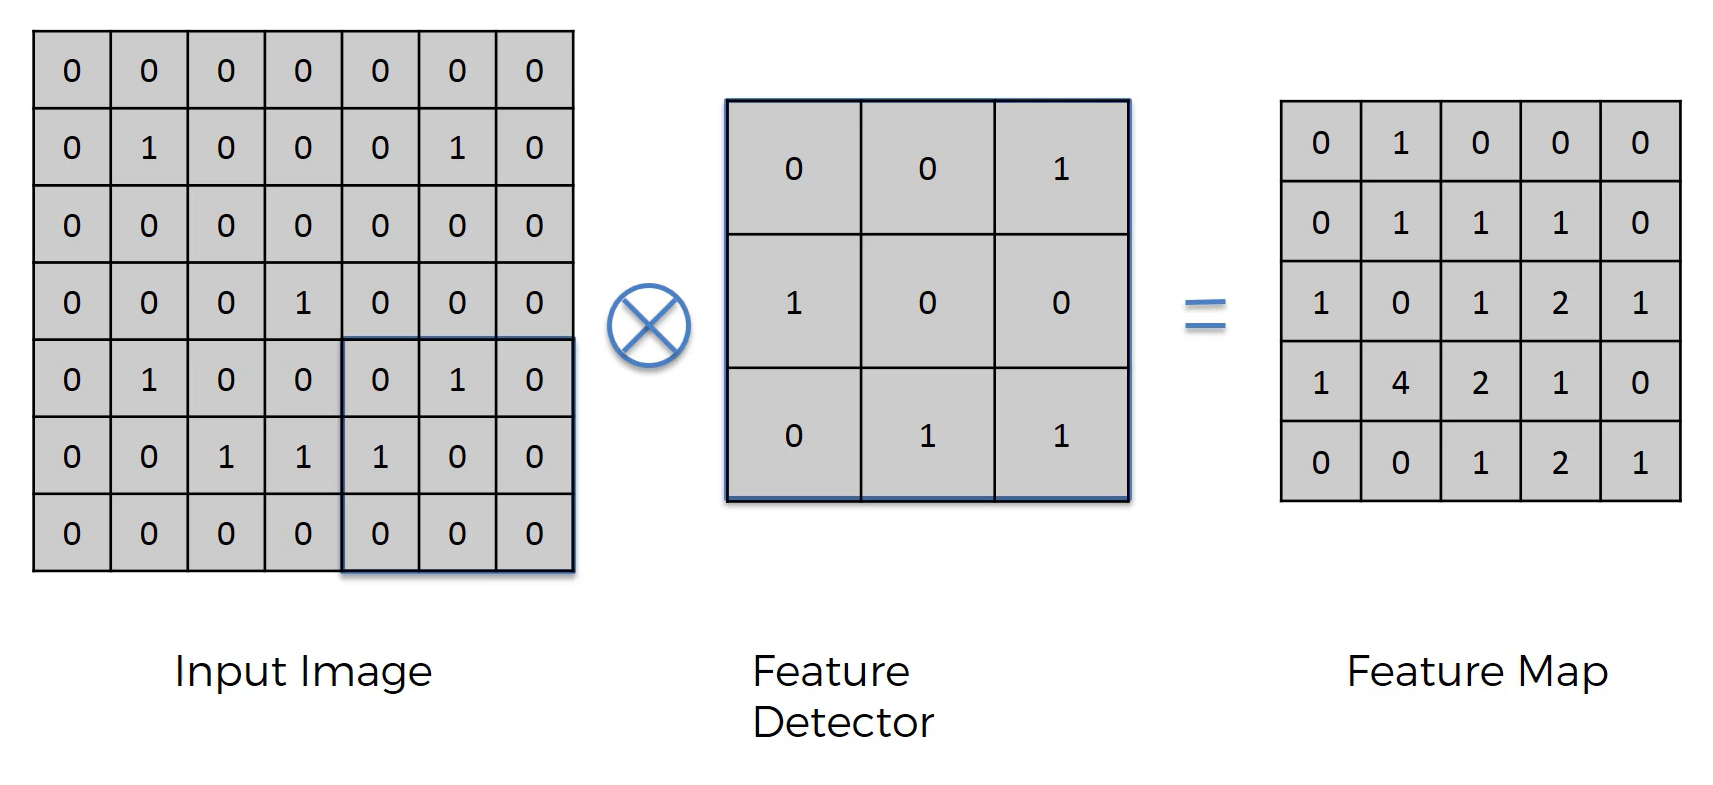 0 0 0 0 0 0 0
0 1 0 0 0 1 0
0 0 0 0 0 0 0
0 0 0 1 0 0 0
0 1 0 0 0 1 0
0 0 1 1 1 0 0
0 0 0 0 0 0 0
Input Image
0 0 1
1 0 0
0 1 1
Feature
Detector
=
0 1 0 0 0
0 1 1 1 0
1 0 1 2 1
1 4 2 1 0
0 0 1 2 1
Feature Map